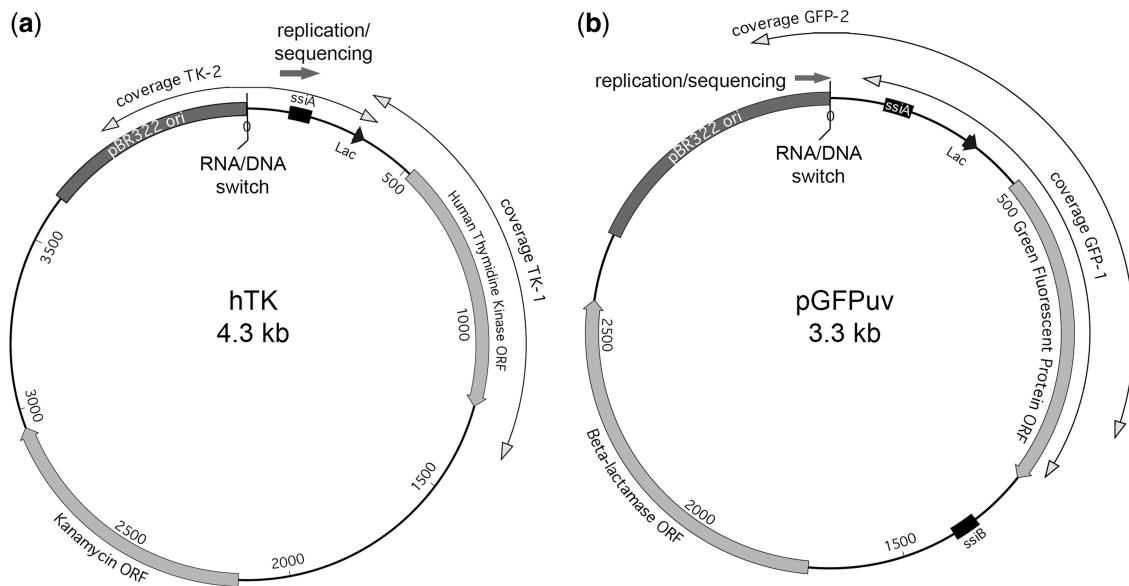 (a)
replication/
sequencing
coverage TK-2
ssiA
pBR322 ori
0
Lac
RNA/DNA
switch
500
Human Thymidine Kinase ORF
coverage TK-1
3500
hTK
4.3 kb
1000
3000
1500
Kanamycin ORF
2500
2000
(b)
coverage GFP-2
replication/sequencing
ssiA
pBR322 ori
0
Lac
RNA/DNA
switch
500
Green Fluorescent Protein ORF
coverage GFP-1
pGFPuv
3.3 kb
2500
Beta-lactamase ORF
2000
1500
ssiB